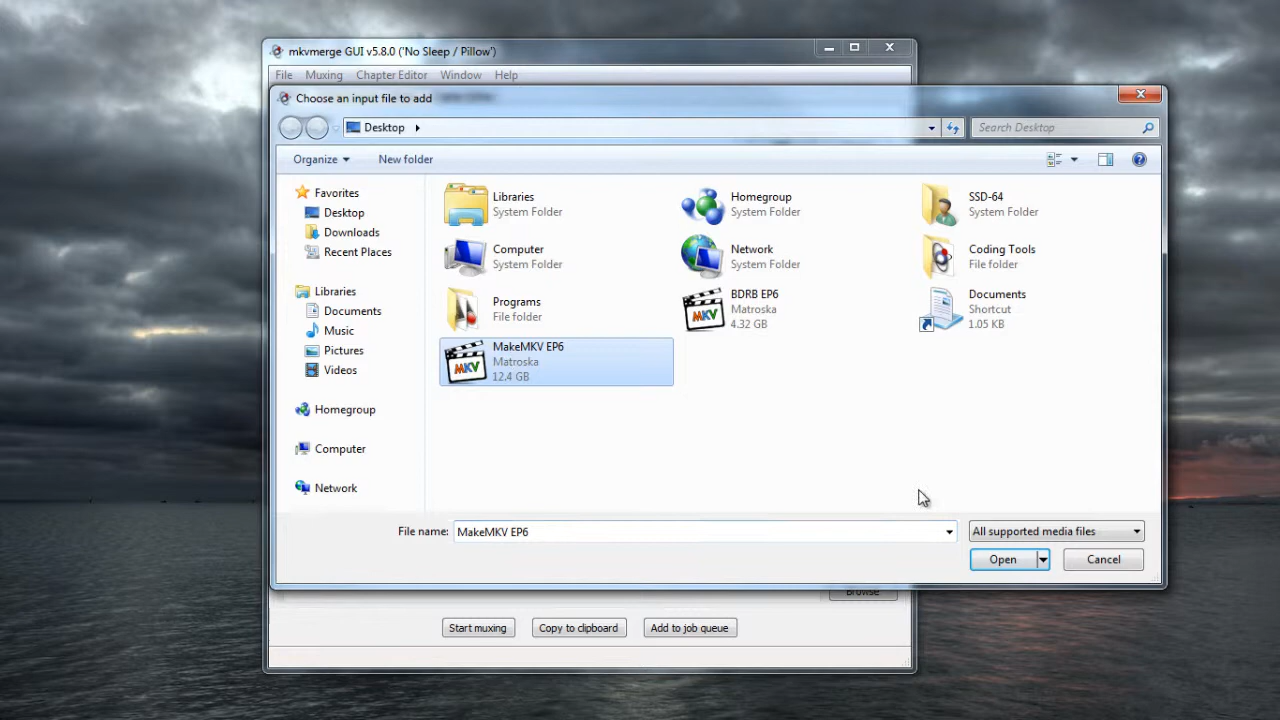 mkvmerge GUI v5.8.0 ('No Sleep / Pillow')
File Muxing Chapter Editor Window Help
Choose an input file to add
Desktop
Search Desktop
Organize New folder
Favorites
Desktop
Downloads
Recent Places
Libraries
Documents
Music
Pictures
Videos
Homegroup
Computer
Network
Libraries
System Folder
Homegroup
System Folder
SSD-64
System Folder
Computer
System Folder
Network
System Folder
Coding Tools
File folder
Programs
File folder
MKV
BDRB EP6
Matroska
4.32 GB
Documents
Shortcut
1.05 KB
MKV
MakeMKV EP6
Matroska
12.4 GB
File name: MakeMKV EP6 All supported media files
Open Cancel
Browse
Start muxing Copy to clipboard Add to job queue